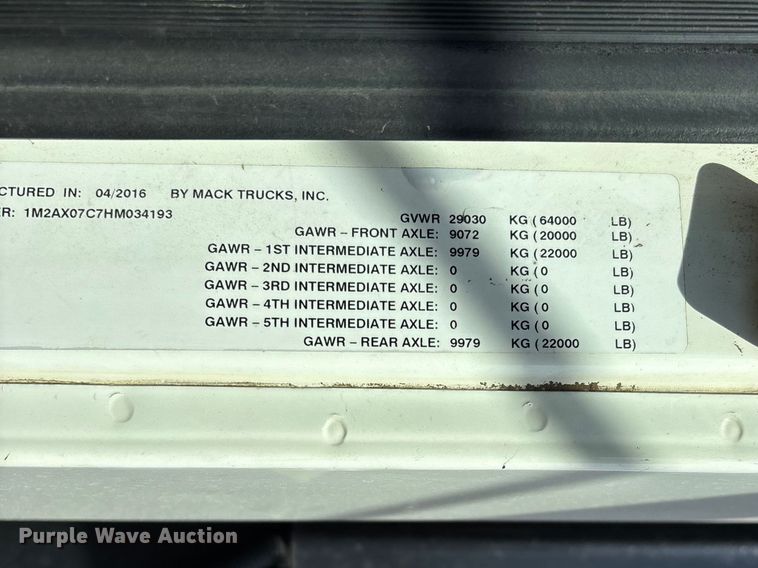 CTURED IN: 04/2016 BY MACK TRUCKS, INC.
ER: 1M2AX07C7HM034193
GVWR 29030 KG ( 64000 LB)
GAWR – FRONT AXLE: 9072 KG ( 20000 LB)
GAWR – 1ST INTERMEDIATE AXLE: 9979 KG ( 22000 LB)
GAWR – 2ND INTERMEDIATE AXLE: 0 KG ( 0 LB)
GAWR – 3RD INTERMEDIATE AXLE: 0 KG ( 0 LB)
GAWR – 4TH INTERMEDIATE AXLE: 0 KG ( 0 LB)
GAWR – 5TH INTERMEDIATE AXLE: 0 KG ( 0 LB)
GAWR – REAR AXLE: 9979 KG ( 22000 LB)
Purple Wave Auction